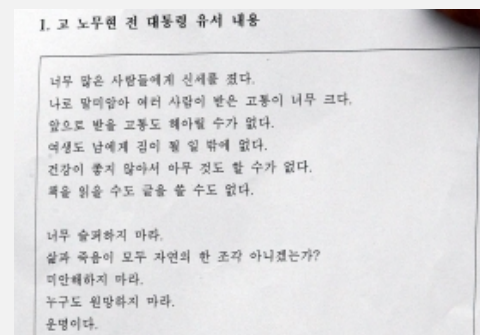 I. 고 노무현 전 대통령 유서 내용
너무 많은 사람들에게 신세를 졌다.
나로 말미암아 여러 사람이 받은 고통이 너무 크다.
앞으로 받을 고통도 헤아릴 수가 없다.
여생도 남에게 짐이 될 일 밖에 없다.
건강이 좋지 않아서 아무 것도 할 수가 없다.
책을 읽을 수도 글을 쓸 수도 없다.
너무 슬퍼하지 마라.
삶과 죽음이 모두 자연의 한 조각 아니겠는가?
미안해하지 마라.
누구도 원망하지 마라.
운명이다.